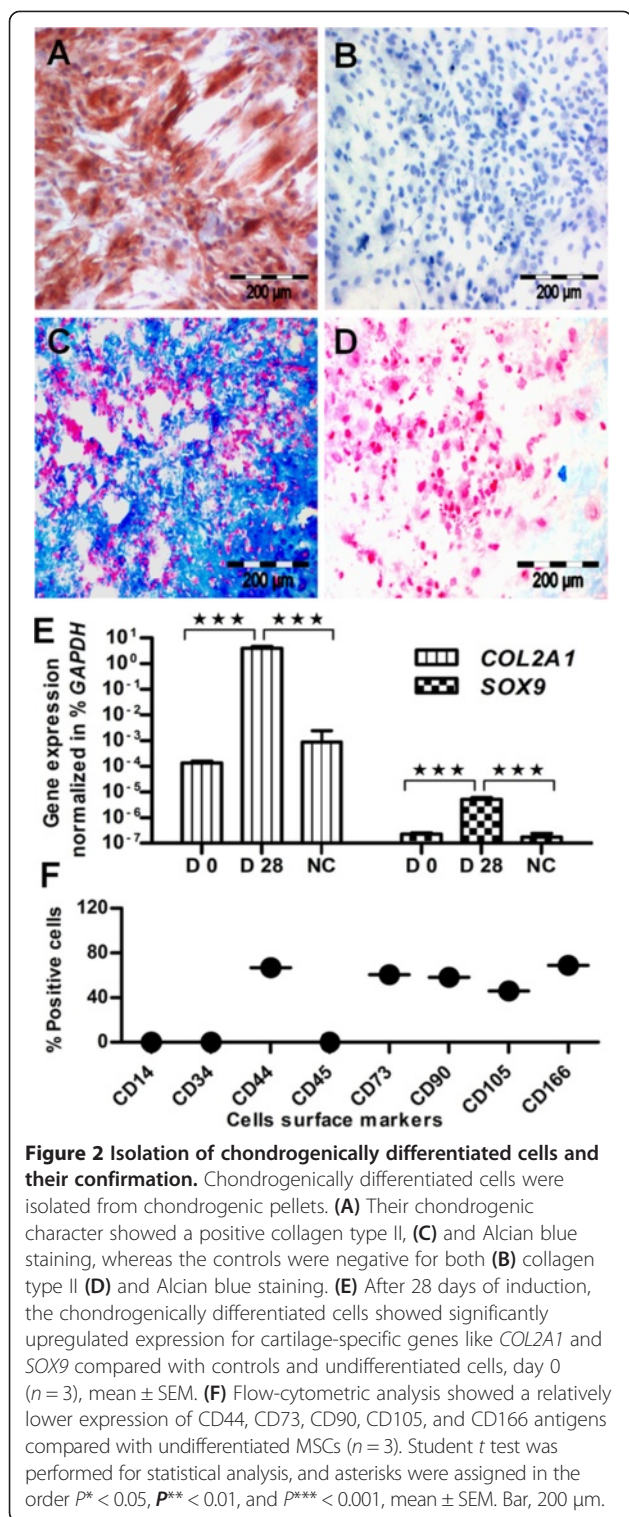 A
B
200 µm
200 µm
C
D
200 µm
200 µm
E
Gene expression
normalized in % GAPDH
10¹
10⁰
10⁻¹
10⁻²
10⁻³
10⁻⁴
10⁻⁵
10⁻⁶
10⁻⁷
★★★ ★★★
COL2A1
SOX9
★★★ ★★★
D 0 D 28 NC D 0 D 28 NC
F
% Positive cells
120
80
40
0
CD14 CD34 CD44 CD45 CD73 CD90 CD105 CD166
Cells surface markers
Figure 2 Isolation of chondrogenically differentiated cells and
their confirmation. Chondrogenically differentiated cells were
isolated from chondrogenic pellets. (A) Their chondrogenic
character showed a positive collagen type II, (C) and Alcian blue
staining, whereas the controls were negative for both (B) collagen
type II (D) and Alcian blue staining. (E) After 28 days of induction,
the chondrogenically differentiated cells showed significantly
upregulated expression for cartilage-specific genes like COL2A1 and
SOX9 compared with controls and undifferentiated cells, day 0
(n = 3), mean ± SEM. (F) Flow-cytometric analysis showed a relatively
lower expression of CD44, CD73, CD90, CD105, and CD166 antigens
compared with undifferentiated MSCs (n = 3). Student t test was
performed for statistical analysis, and asterisks were assigned in the
order P* < 0.05, P** < 0.01, and P*** < 0.001, mean ± SEM. Bar, 200 µm.